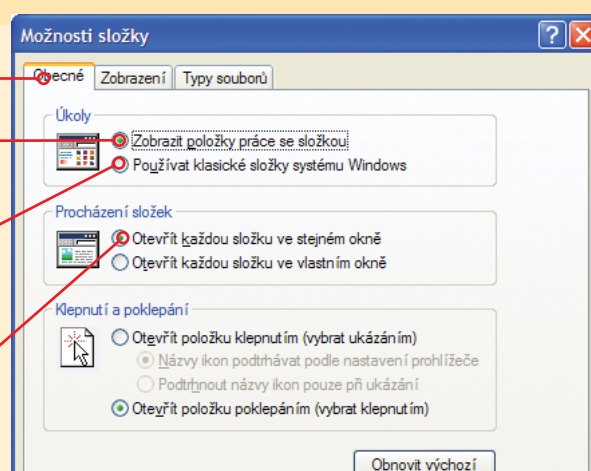 Možnosti složky
Obecné Zobrazení Typy souborů
Úkoly
Zobrazit položky práce se složkou
Používat klasické složky systému Windows
Procházení složek
Otevřít každou složku ve stejném okně
Otevřít každou složku ve vlastním okně
Klepnutí a poklepání
Otevřít položku klepnutím (vybrat ukázáním)
Názvy ikon podtrhávat podle nastavení prohlížeče
Podtrhnout názvy ikon pouze při ukázání
Otevřít položku poklepáním (vybrat klepnutím)
Obnovit výchozí